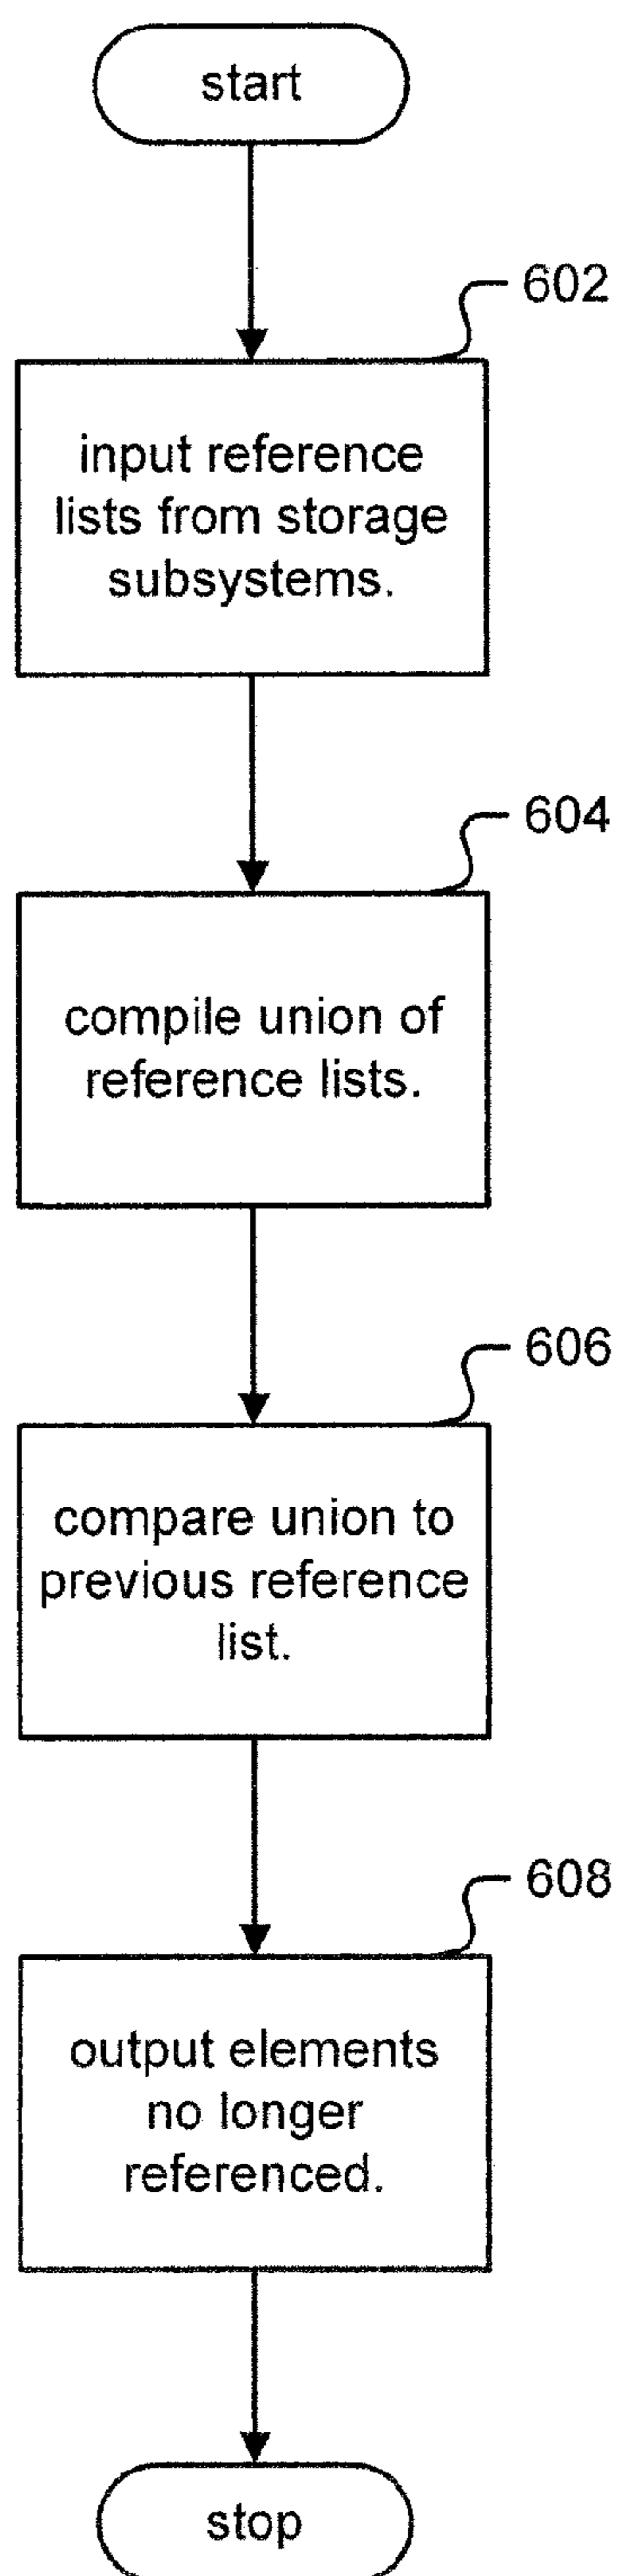 start
602
input reference
lists from storage
subsystems.
604
compile union of
reference lists.
606
compare union to
previous reference
list.
608
output elements
no longer
referenced.
stop